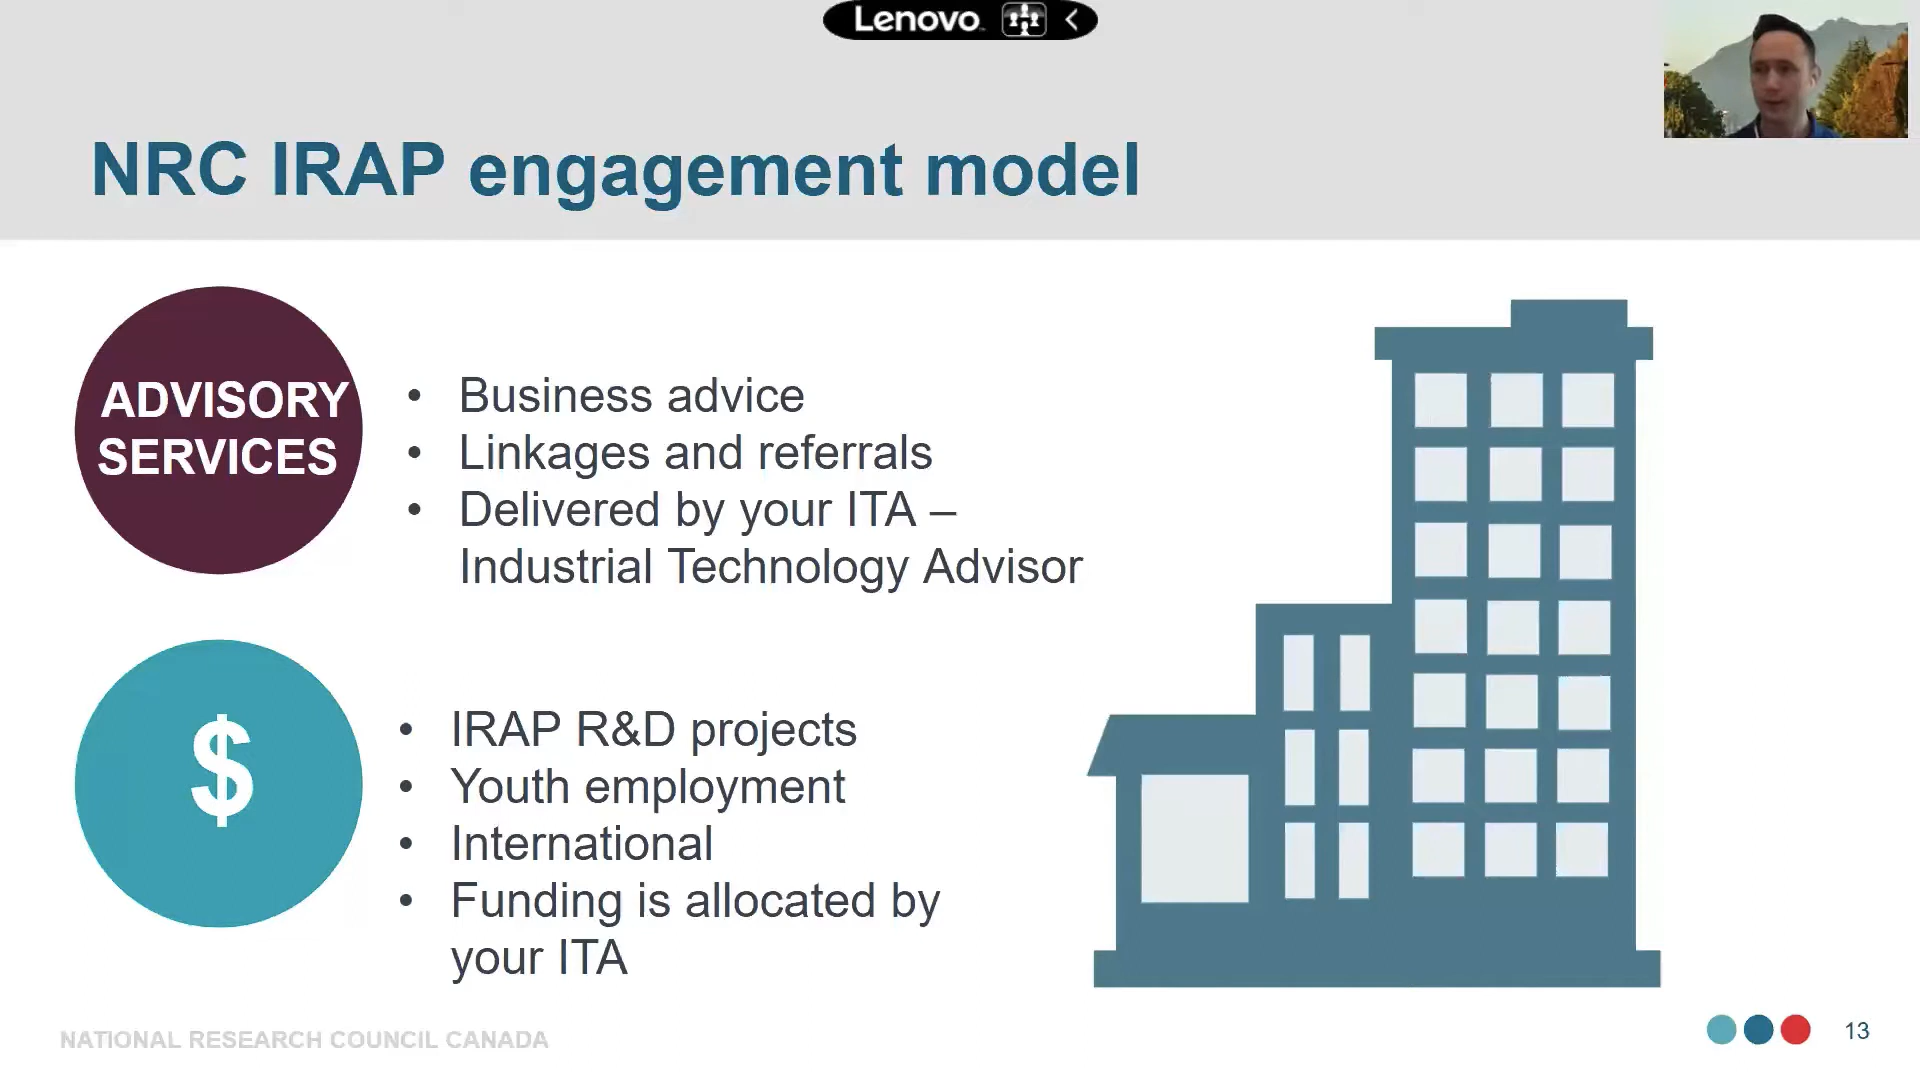 Lenovo
NRC IRAP engagement model
ADVISORY
SERVICES
• Business advice
• Linkages and referrals
• Delivered by your ITA –
Industrial Technology Advisor
$
• IRAP R&D projects
• Youth employment
• International
• Funding is allocated by
your ITA
NATIONAL RESEARCH COUNCIL CANADA
13